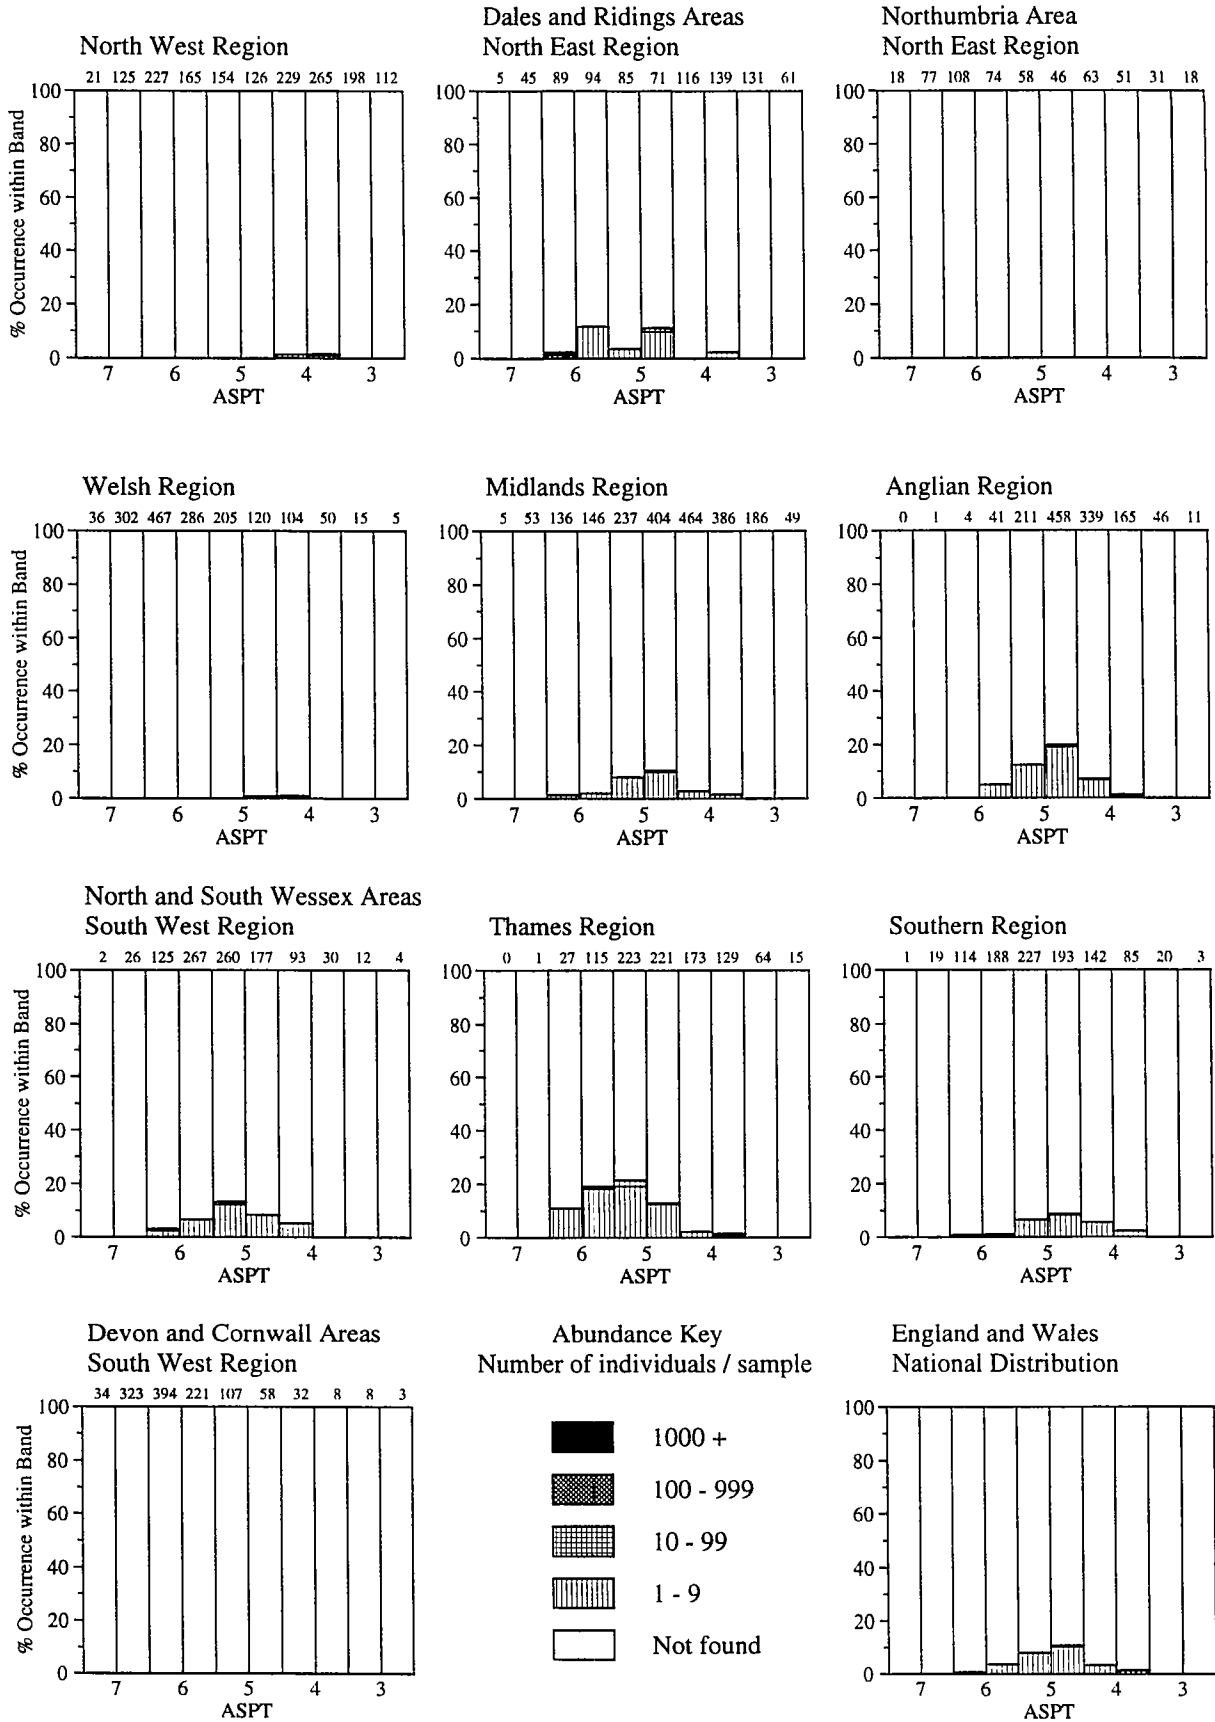 North West Region
21 125 227 165 154 126 229 265 198 112
% Occurrence within Band
100
80
60
40
20
0
7 6 5 4 3
ASPT
Dales and Ridings Areas
North East Region
5 45 89 94 85 71 116 139 131 61
100
80
60
40
20
0
7 6 5 4 3
ASPT
Northumbria Area
North East Region
18 77 108 74 58 46 63 51 31 18
100
80
60
40
20
0
7 6 5 4 3
ASPT
Welsh Region
36 302 467 286 205 120 104 50 15 5
% Occurrence within Band
100
80
60
40
20
0
7 6 5 4 3
ASPT
Midlands Region
5 53 136 146 237 404 464 386 186 49
100
80
60
40
20
0
7 6 5 4 3
ASPT
Anglian Region
0 1 4 41 211 458 339 165 46 11
100
80
60
40
20
0
7 6 5 4 3
ASPT
North and South Wessex Areas
South West Region
2 26 125 267 260 177 93 30 12 4
% Occurrence within Band
100
80
60
40
20
0
7 6 5 4 3
ASPT
Thames Region
0 1 27 115 223 221 173 129 64 15
100
80
60
40
20
0
7 6 5 4 3
ASPT
Southern Region
1 19 114 188 227 193 142 85 20 3
100
80
60
40
20
0
7 6 5 4 3
ASPT
Devon and Cornwall Areas
South West Region
34 323 394 221 107 58 32 8 8 3
% Occurrence within Band
100
80
60
40
20
0
7 6 5 4 3
ASPT
Abundance Key
Number of individuals / sample
1000 +
100 - 999
10 - 99
1 - 9
Not found
England and Wales
National Distribution
100
80
60
40
20
0
7 6 5 4 3
ASPT